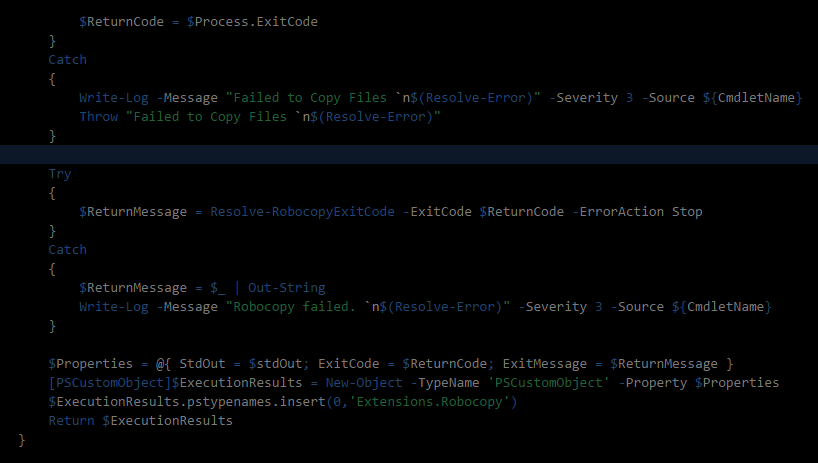 $ReturnCode = $Process.ExitCode
}
Catch
{
Write-Log -Message "Failed to Copy Files `n$(Resolve-Error)" -Severity 3 -Source ${CmdletName}
Throw "Failed to Copy Files `n$(Resolve-Error)"
}
Try
{
$ReturnMessage = Resolve-RobocopyExitCode -ExitCode $ReturnCode -ErrorAction Stop
}
Catch
{
$ReturnMessage = $_ | Out-String
Write-Log -Message "Robocopy failed. `n$(Resolve-Error)" -Severity 3 -Source ${CmdletName}
}
$Properties = @{ StdOut = $stdOut; ExitCode = $ReturnCode; ExitMessage = $ReturnMessage }
[PSCustomObject]$ExecutionResults = New-Object -TypeName 'PSCustomObject' -Property $Properties
$ExecutionResults.pstypenames.insert(0,'Extensions.Robocopy')
Return $ExecutionResults
}